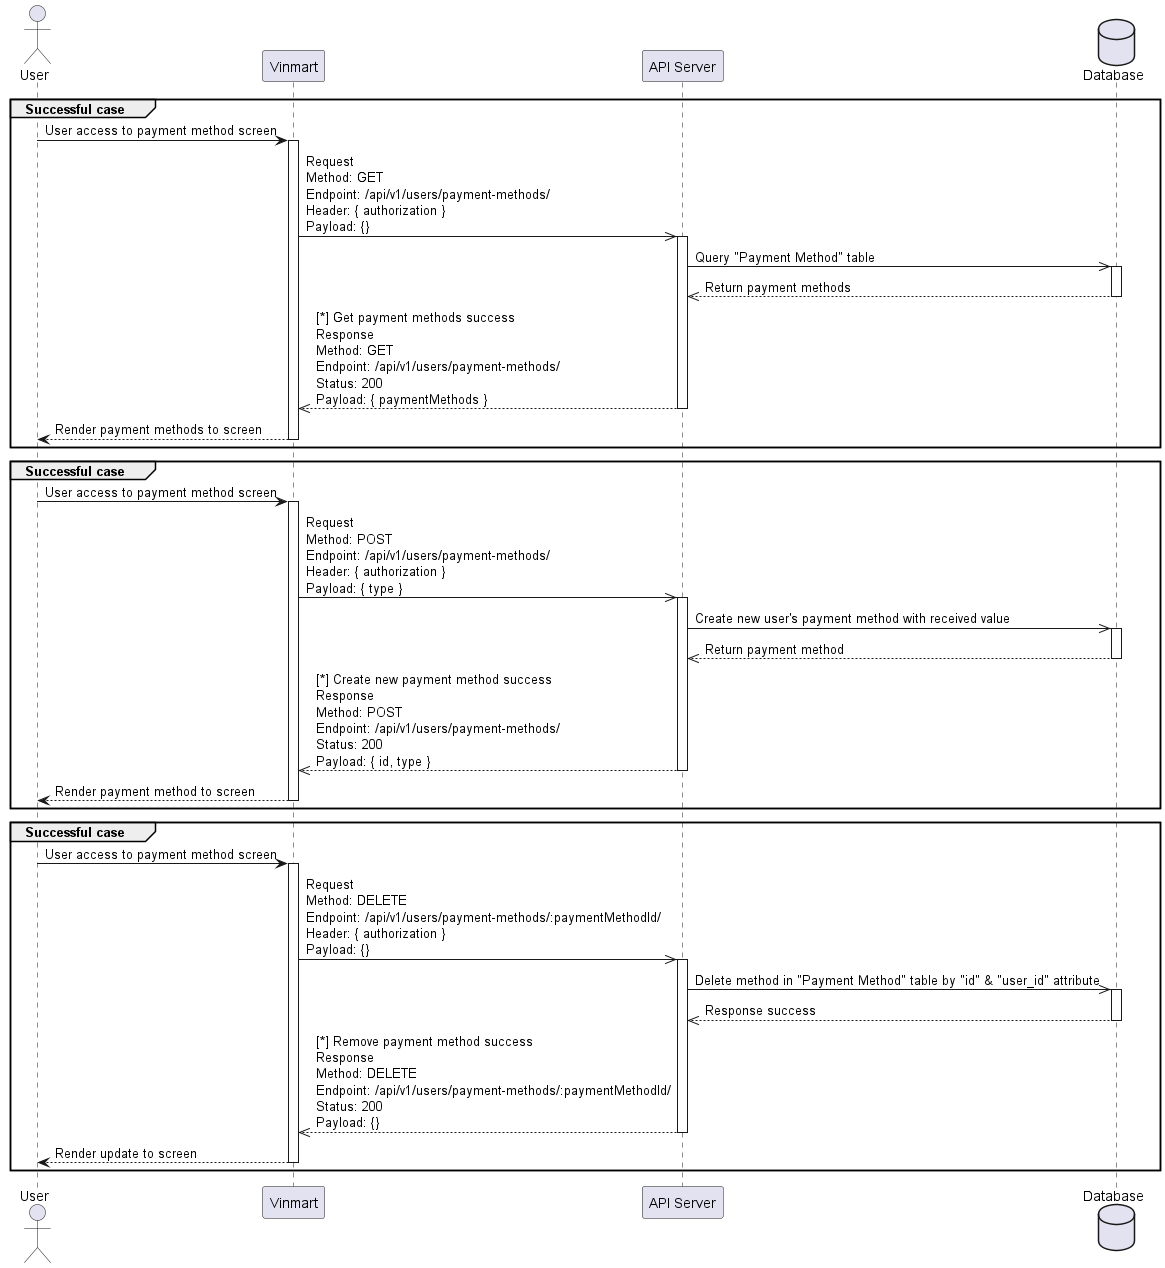 User
Vinmart
API Server
Database
Successful case
User access to payment method screen
Request
Method: GET
Endpoint: /api/v1/users/payment-methods/
Header: { authorization }
Payload: {}
Query "Payment Method" table
Return payment methods
[*] Get payment methods success
Response
Method: GET
Endpoint: /api/v1/users/payment-methods/
Status: 200
Payload: { paymentMethods }
Render payment methods to screen
Successful case
User access to payment method screen
Request
Method: POST
Endpoint: /api/v1/users/payment-methods/
Header: { authorization }
Payload: { type }
Create new user's payment method with received value
Return payment method
[*] Create new payment method success
Response
Method: POST
Endpoint: /api/v1/users/payment-methods/
Status: 200
Payload: { id, type }
Render payment method to screen
Successful case
User access to payment method screen
Request
Method: DELETE
Endpoint: /api/v1/users/payment-methods/:paymentMethodId/
Header: { authorization }
Payload: {}
Delete method in "Payment Method" table by "id" & "user_id" attribute
Response success
[*] Remove payment method success
Response
Method: DELETE
Endpoint: /api/v1/users/payment-methods/:paymentMethodId/
Status: 200
Payload: {}
Render update to screen
User
Vinmart
API Server
Database